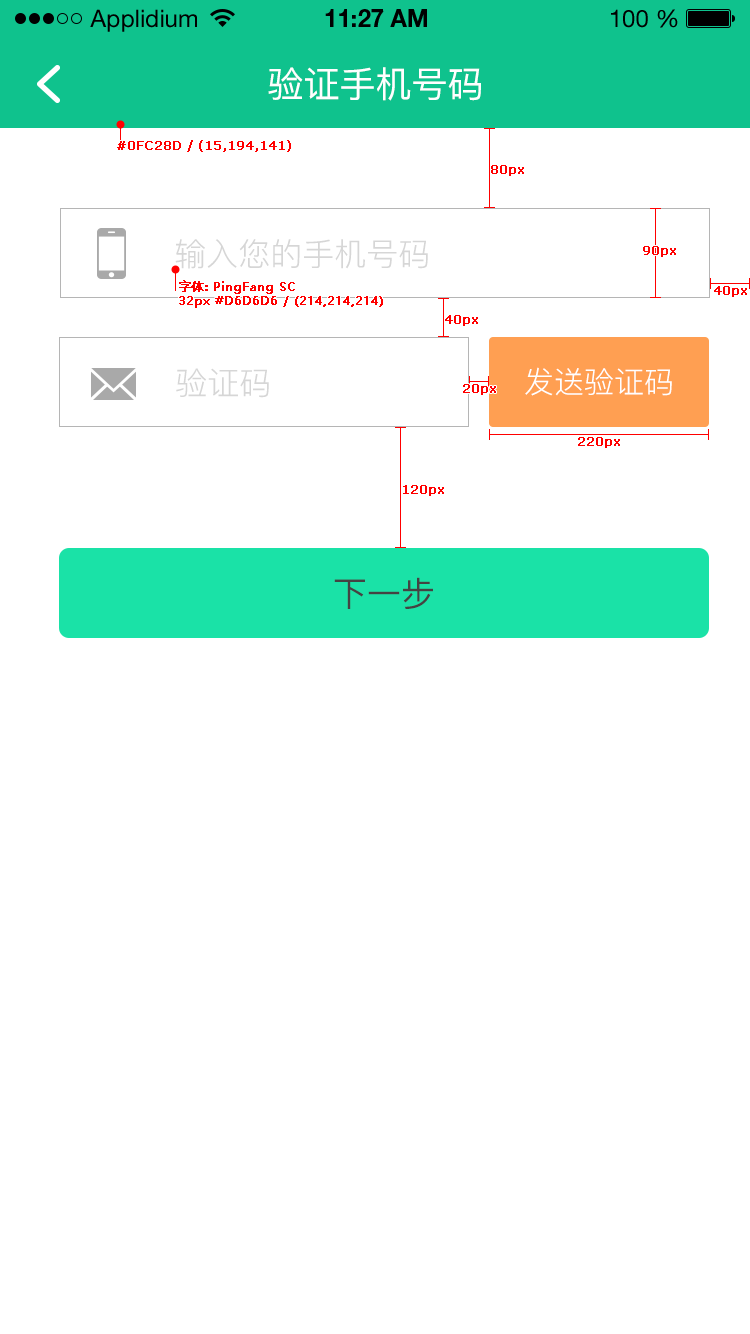 Applidium 11:27 AM 100 %
验证手机号码
#0FC28D / (15,194,141)
80px
输入您的手机号码
90px
字体: PingFang SC
32px #D6D6D6 / (214,214,214)
40px
40px
验证码
20px
发送验证码
220px
120px
下一步